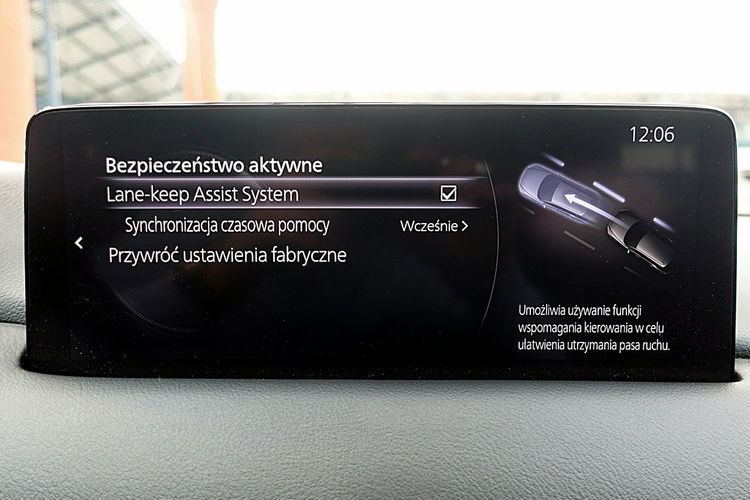 12:06
Bezpieczeństwo aktywne
Lane-keep Assist System
Synchronizacja czasowa pomocy Wcześnie >
Przywróć ustawienia fabryczne
Umożliwia używanie funkcji
wspomagania kierowania w celu
ułatwienia utrzymania pasa ruchu.